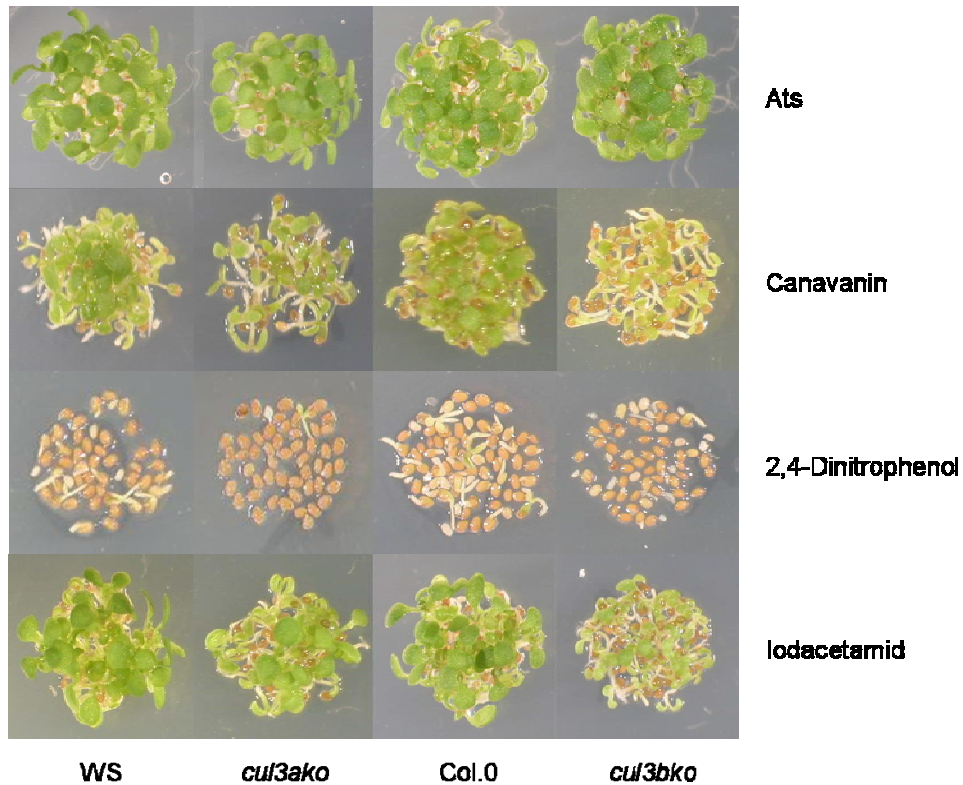 Ats
Canavanin
2,4-Dinitrophenol
Iodacetamid
WS cul3ako Col.0 cul3bko